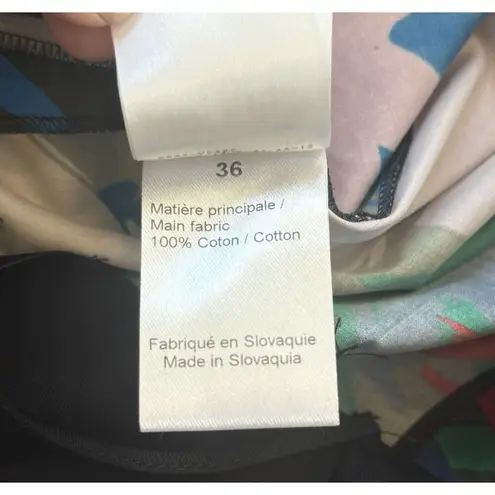 36
Matière principale /
Main fabric
100% Coton / Cotton
Fabriqué en Slovaquie
Made in Slovaquia